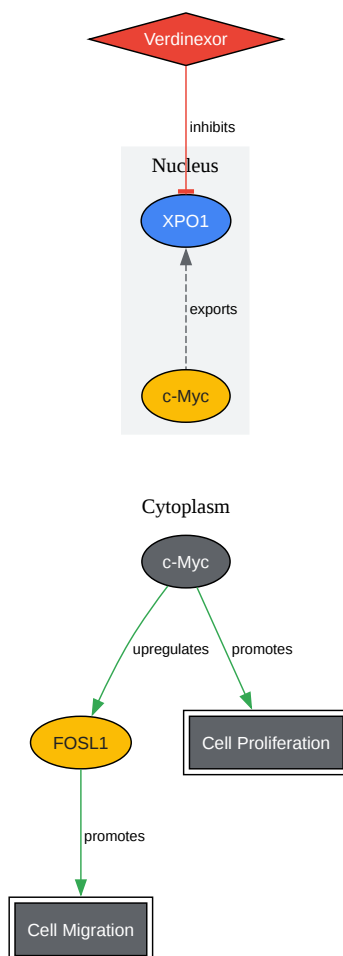 Verdinexor
inhibits
Nucleus
XPO1
exports
c-Myc
Cytoplasm
c-Myc
upregulates
promotes
FOSL1
Cell Proliferation
promotes
Cell Migration